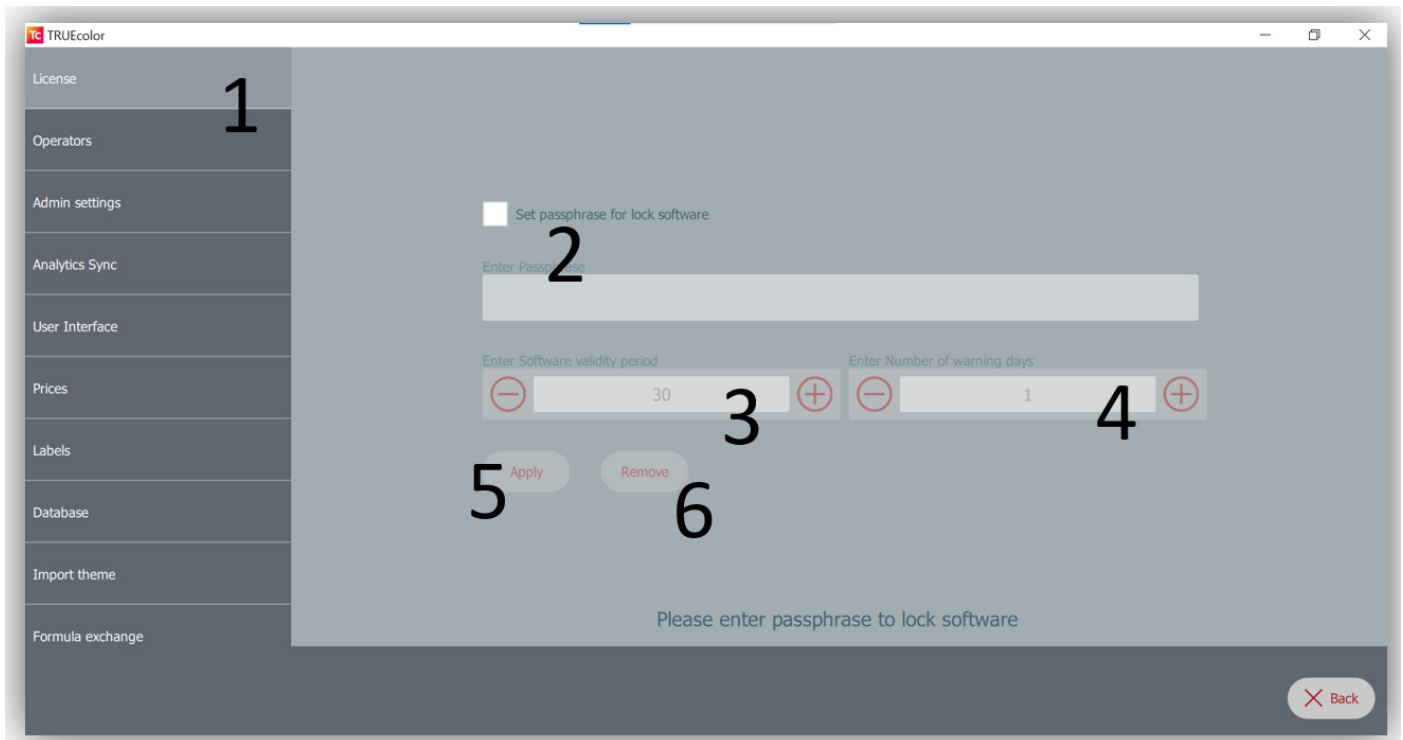 Tc TRUEcolor
License
1
Operators
Admin settings
Set passphrase for lock software
2
Analytics Sync
Enter Passphrase
User Interface
Enter Software validity period Enter Number of warning days
Prices
30 3 1 4
Labels
5 Apply Remove 6
Database
Import theme
Please enter passphrase to lock software
Formula exchange
Back